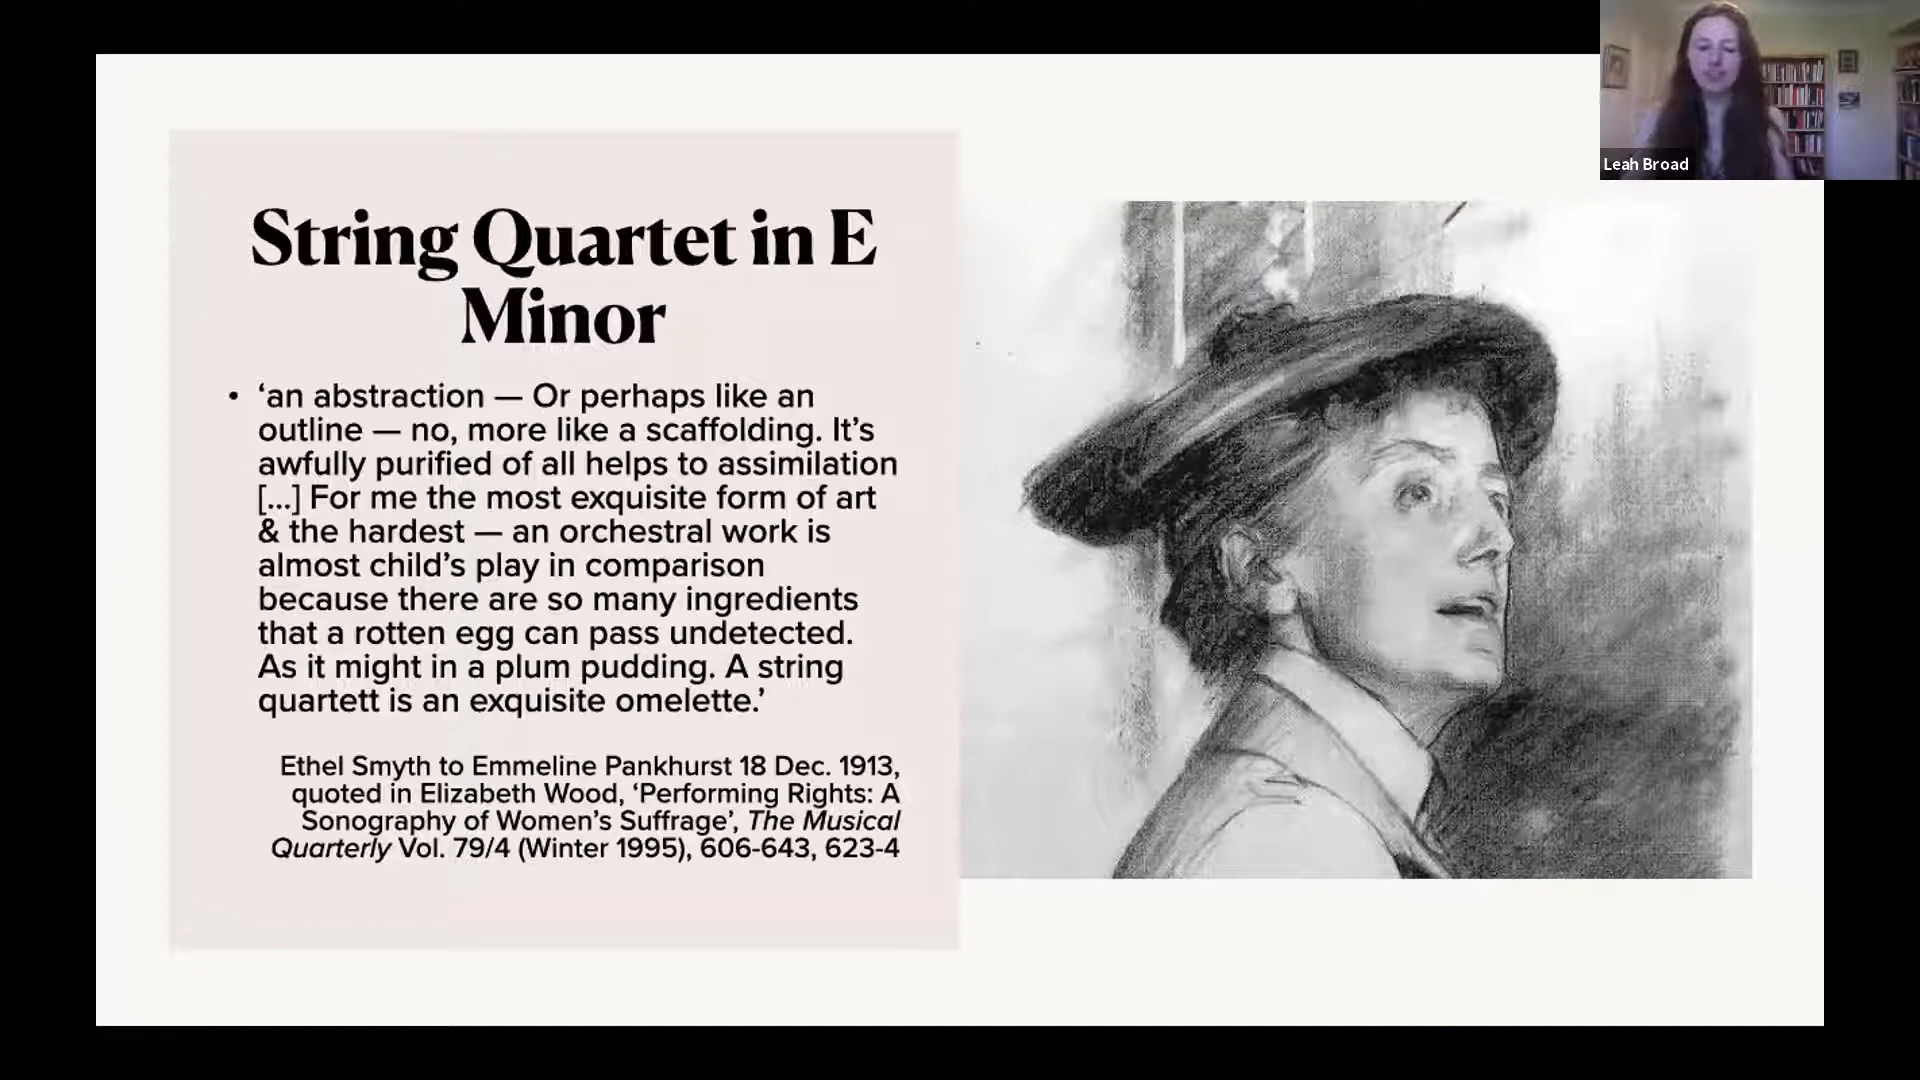 String Quartet in E
Minor
• ‘an abstraction — Or perhaps like an
outline — no, more like a scaffolding. It’s
awfully purified of all helps to assimilation
[...] For me the most exquisite form of art
& the hardest — an orchestral work is
almost child’s play in comparison
because there are so many ingredients
that a rotten egg can pass undetected.
As it might in a plum pudding. A string
quartett is an exquisite omelette.’
Ethel Smyth to Emmeline Pankhurst 18 Dec. 1913,
quoted in Elizabeth Wood, ‘Performing Rights: A
Sonography of Women’s Suffrage’, The Musical
Quarterly Vol. 79/4 (Winter 1995), 606-643, 623-4
Leah Broad